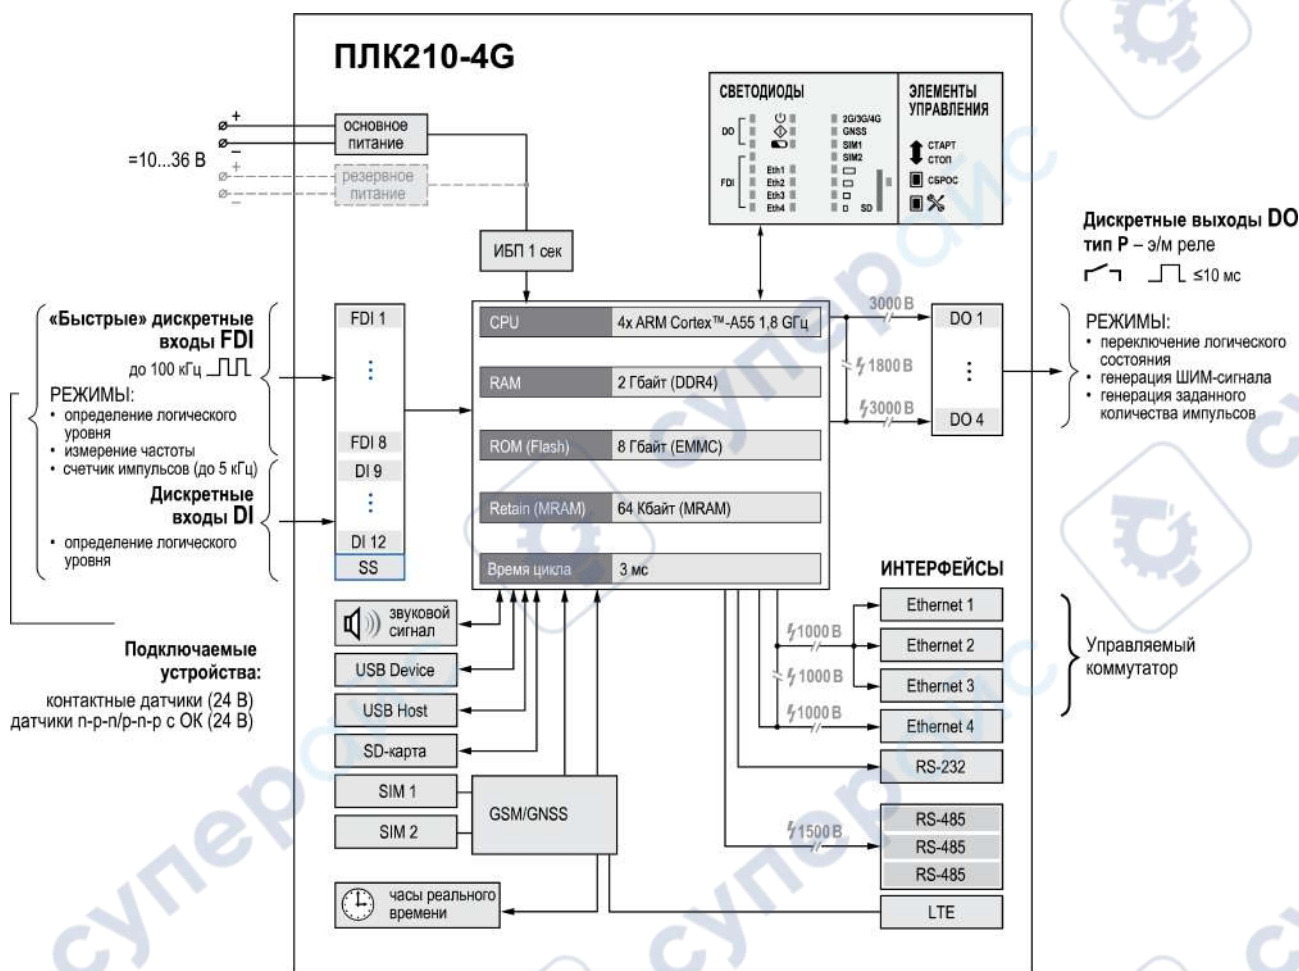 ПЛК210-4G
+
основное
питание
–
=10...36 В
+
резервное
питание
–
ИБП 1 сек
СВЕТОДИОДЫ
DO
FDI
Eth1
Eth2
Eth3
Eth4
2G/3G/4G
GNSS
SIM1
SIM2
SD
ЭЛЕМЕНТЫ
УПРАВЛЕНИЯ
СТАРТ
СТОП
СБРОС
Дискретные выходы DO
тип Р – э/м реле
≤10 мс
РЕЖИМЫ:
• переключение логического
состояния
• генерация ШИМ-сигнала
• генерация заданного
количества импульсов
«Быстрые» дискретные
входы FDI
до 100 кГц
РЕЖИМЫ:
• определение логического
уровня
• измерение частоты
• счетчик импульсов (до 5 кГц)
Дискретные
входы DI
• определение логического
уровня
Подключаемые
устройства:
контактные датчики (24 В)
датчики n-p-n/p-n-p с ОК (24 В)
FDI 1
FDI 8
DI 9
DI 12
SS
CPU 4x ARM Cortex™-A55 1,8 ГГц
RAM 2 Гбайт (DDR4)
ROM (Flash) 8 Гбайт (EMMC)
Retain (MRAM) 64 Кбайт (MRAM)
Время цикла 3 мс
3000 В
1800 В
3000 В
DO 1
DO 4
звуковой
сигнал
USB Device
USB Host
SD-карта
SIM 1
SIM 2
GSM/GNSS
часы реального
времени
ИНТЕРФЕЙСЫ
1000 В
1000 В
1000 В
1500 В
Ethernet 1
Ethernet 2
Ethernet 3
Ethernet 4
RS-232
RS-485
RS-485
RS-485
LTE
Управляемый
коммутатор
суперайс
суперайс